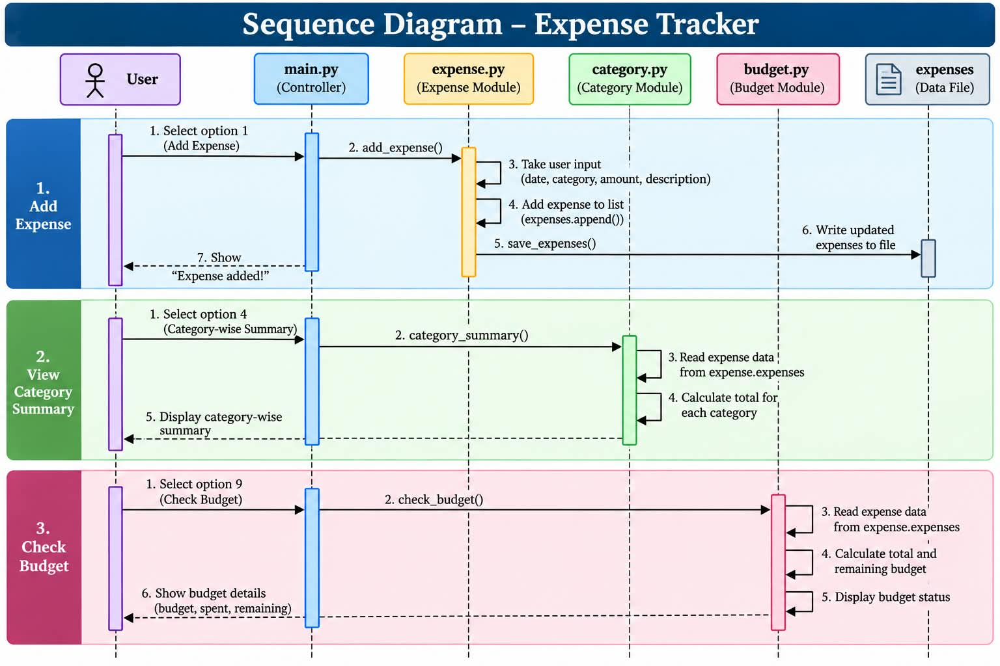 Sequence Diagram – Expense Tracker
User
main.py
(Controller)
expense.py
(Expense Module)
category.py
(Category Module)
budget.py
(Budget Module)
expenses
(Data File)
1.
Add
Expense
1. Select option 1
(Add Expense)
2. add_expense()
3. Take user input
(date, category, amount, description)
4. Add expense to list
(expenses.append())
5. save_expenses()
6. Write updated
expenses to file
7. Show
“Expense added!”
2.
View
Category
Summary
1. Select option 4
(Category-wise Summary)
2. category_summary()
3. Read expense data
from expense.expenses
4. Calculate total for
each category
5. Display category-wise
summary
3.
Check
Budget
1. Select option 9
(Check Budget)
2. check_budget()
3. Read expense data
from expense.expenses
4. Calculate total and
remaining budget
5. Display budget status
6. Show budget details
(budget, spent, remaining)